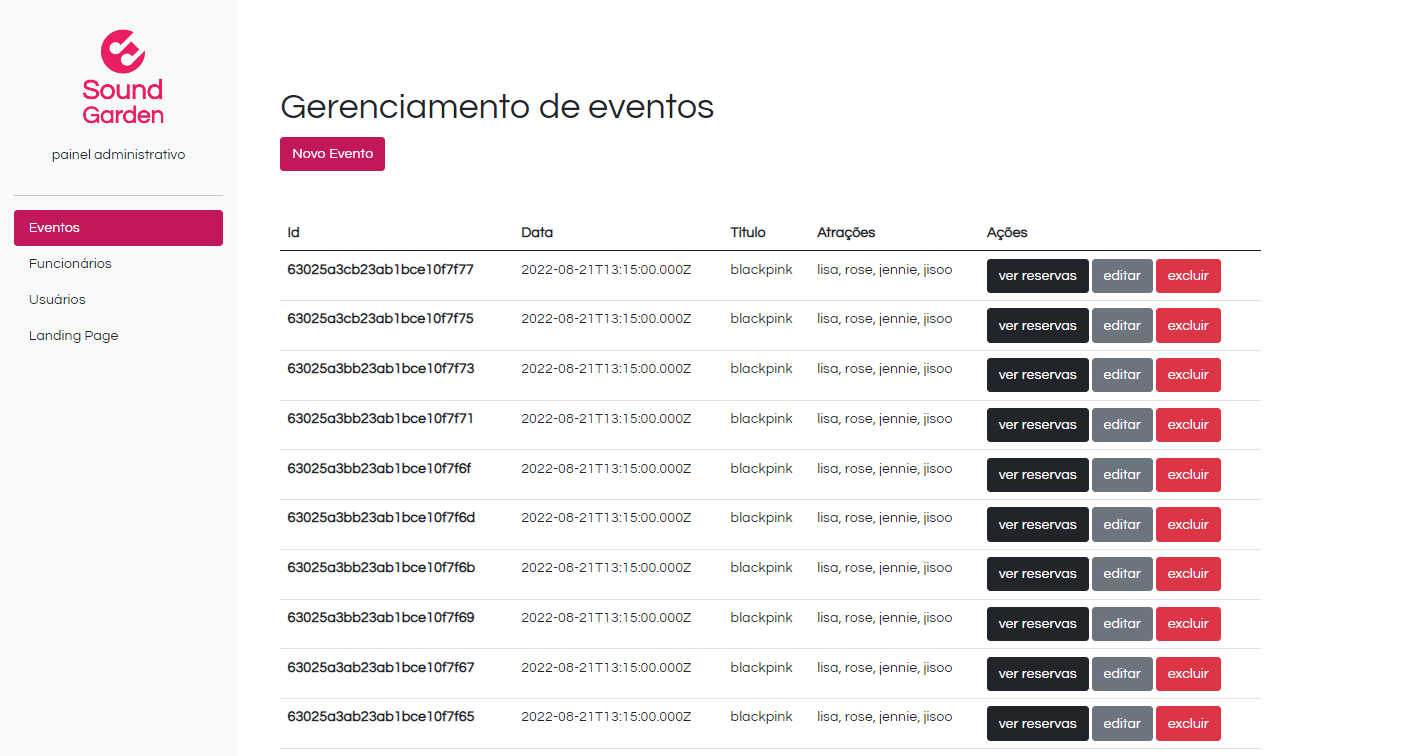 Sound
Garden
painel administrativo
Eventos
Funcionários
Usuários
Landing Page
Gerenciamento de eventos
Novo Evento
Id Data Titulo Atrações Ações
63025a3cb23ab1bce10f7f77 2022-08-21T13:15:00.000Z blackpink lisa, rose, jennie, jisoo ver reservas editar excluir
63025a3cb23ab1bce10f7f75 2022-08-21T13:15:00.000Z blackpink lisa, rose, jennie, jisoo ver reservas editar excluir
63025a3bb23ab1bce10f7f73 2022-08-21T13:15:00.000Z blackpink lisa, rose, jennie, jisoo ver reservas editar excluir
63025a3bb23ab1bce10f7f71 2022-08-21T13:15:00.000Z blackpink lisa, rose, jennie, jisoo ver reservas editar excluir
63025a3bb23ab1bce10f7f6f 2022-08-21T13:15:00.000Z blackpink lisa, rose, jennie, jisoo ver reservas editar excluir
63025a3bb23ab1bce10f7f6d 2022-08-21T13:15:00.000Z blackpink lisa, rose, jennie, jisoo ver reservas editar excluir
63025a3bb23ab1bce10f7f6b 2022-08-21T13:15:00.000Z blackpink lisa, rose, jennie, jisoo ver reservas editar excluir
63025a3bb23ab1bce10f7f69 2022-08-21T13:15:00.000Z blackpink lisa, rose, jennie, jisoo ver reservas editar excluir
63025a3ab23ab1bce10f7f67 2022-08-21T13:15:00.000Z blackpink lisa, rose, jennie, jisoo ver reservas editar excluir
63025a3ab23ab1bce10f7f65 2022-08-21T13:15:00.000Z blackpink lisa, rose, jennie, jisoo ver reservas editar excluir